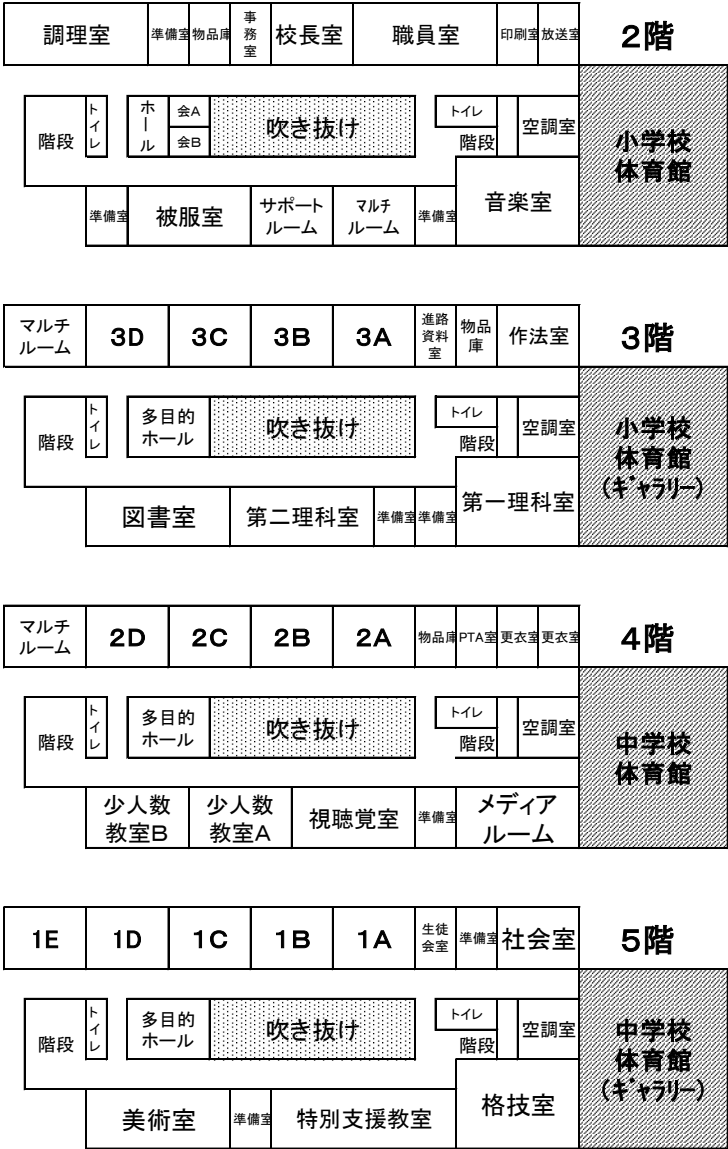 調理室 準備室 物品庫 事務室 校長室 職員室 印刷室 放送室 2階
階段 トイレ ホール 会A 会B 吹き抜け トイレ 階段 空調室 小学校
体育館
準備室 被服室 サポート
ルーム
マルチ
ルーム
準備室 音楽室
マルチ
ルーム
3D 3C 3B 3A 進路
資料
室
物品
庫
作法室 3階
階段 トイレ 多目的
ホール
吹き抜け トイレ 階段 空調室 小学校
体育館
(ギャラリー)
図書室 第二理科室 準備室 準備室 第一理科室
マルチ
ルーム
2D 2C 2B 2A 物品庫 PTA室 更衣室 更衣室 4階
階段 トイレ 多目的
ホール
吹き抜け トイレ 階段 空調室 中学校
体育館
少人数
教室B
少人数
教室A
視聴覚室 準備室 メディア
ルーム
1E 1D 1C 1B 1A 生徒
会室
準備室 社会室 5階
階段 トイレ 多目的
ホール
吹き抜け トイレ 階段 空調室 中学校
体育館
(ギャラリー)
美術室 準備室 特別支援教室 格技室